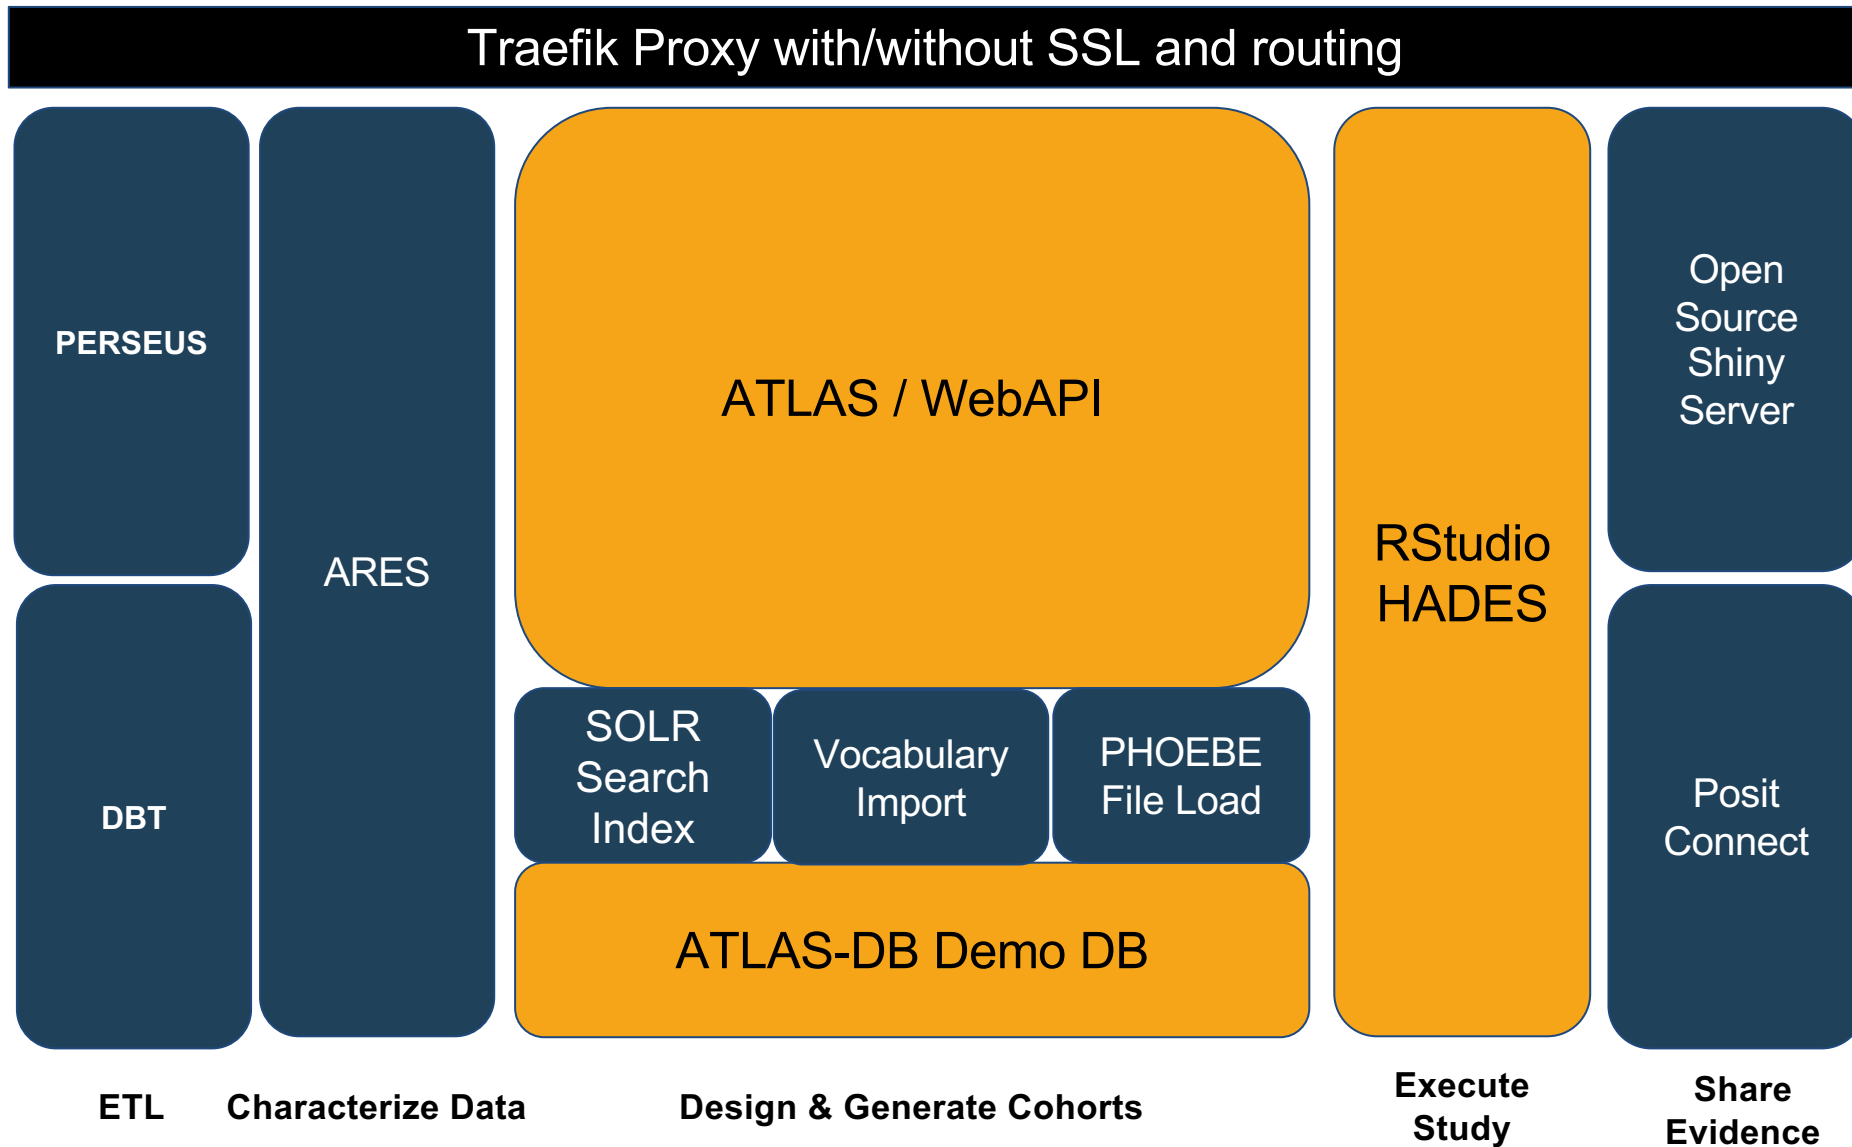 Traefik Proxy with/without SSL and routing
PERSEUS
DBT
ARES
ATLAS / WebAPI
SOLR
Search
Index
Vocabulary
Import
PHOEBE
File Load
ATLAS-DB Demo DB
RStudio
HADES
Open
Source
Shiny
Server
Posit
Connect
ETL
Characterize Data
Design & Generate Cohorts
Execute
Study
Share
Evidence